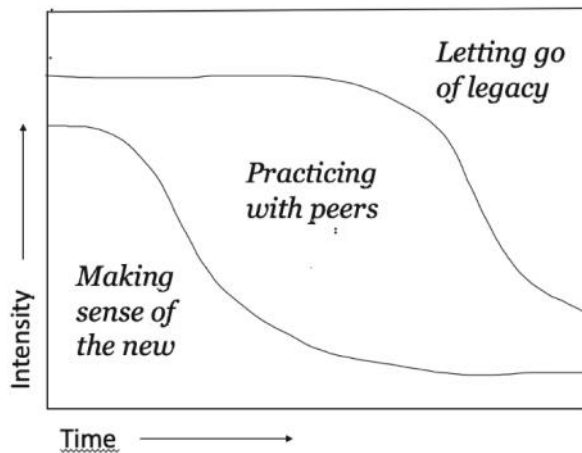 Letting go
of legacy
Practicing
with peers
Making
sense of
the new
Intensity
Time